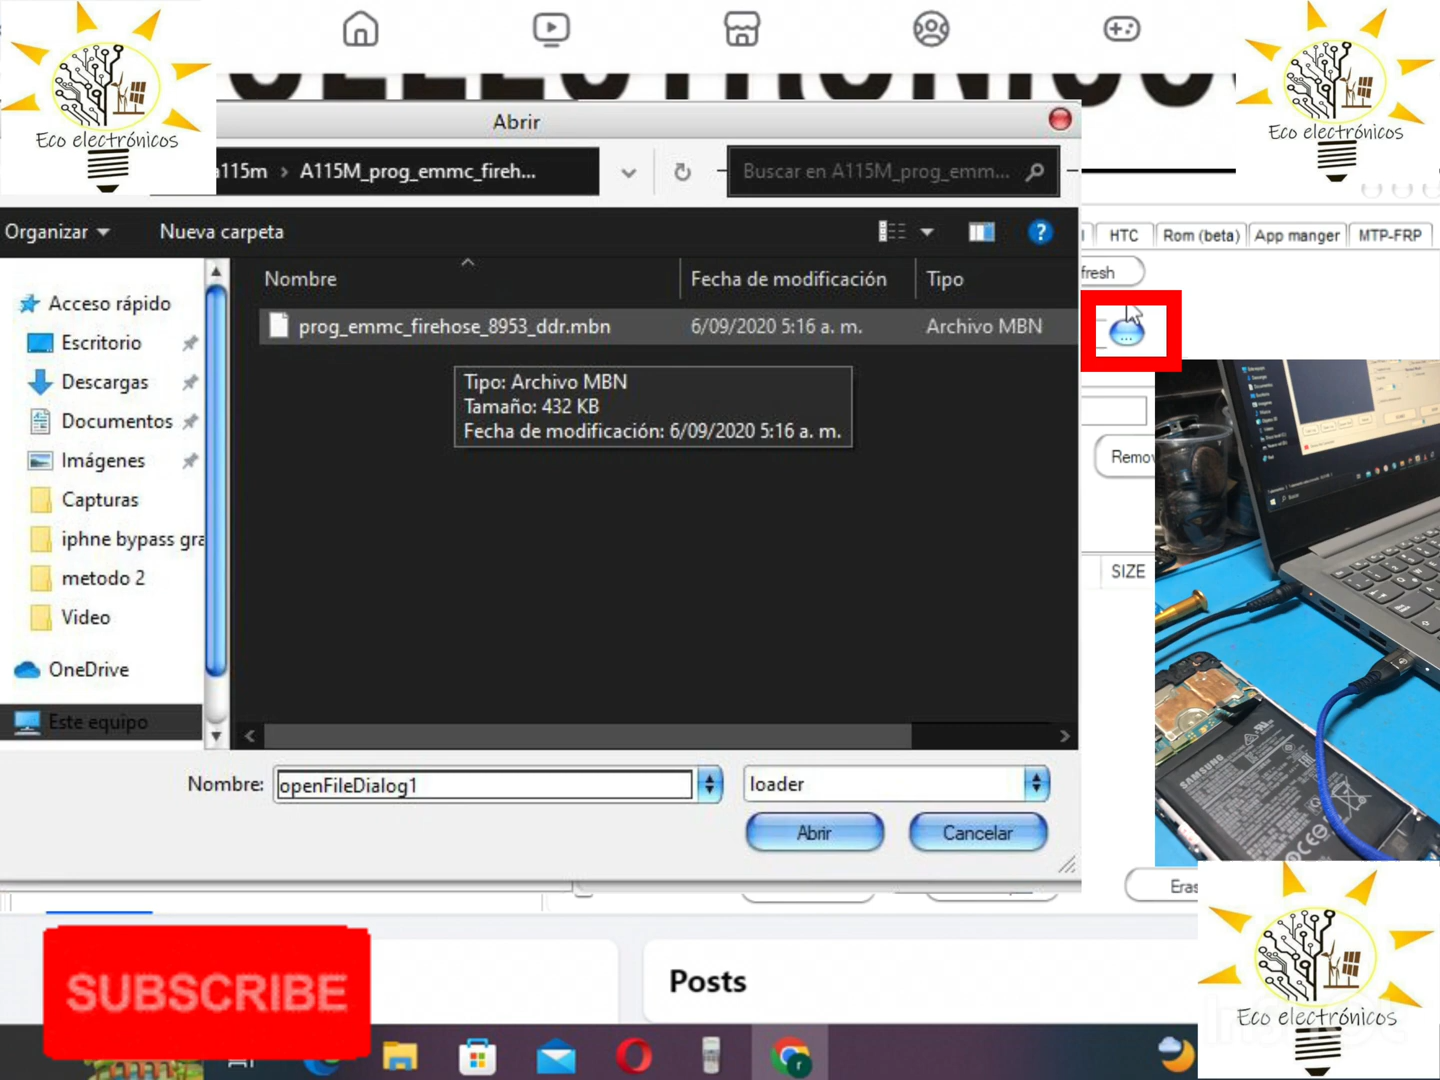 Eco electrónicos
Eco electrónicos
Abrir
a115m > A115M_prog_emmc_fireh...
Buscar en A115M_prog_emm...
Organizar
Nueva carpeta
HTC
Rom (beta)
App manger
MTP-FRP
fresh
Nombre
Fecha de modificación
Tipo
prog_emmc_firehose_8953_ddr.mbn
6/09/2020 5:16 a. m.
Archivo MBN
Tipo: Archivo MBN
Tamaño: 432 KB
Fecha de modificación: 6/09/2020 5:16 a. m.
Acceso rápido
Escritorio
Descargas
Documentos
Imágenes
Capturas
iphne bypass gra
metodo 2
Video
OneDrive
Este equipo
Remov
SIZE
SAMSUNG
Nombre:
openFileDialog1
loader
Abrir
Cancelar
Eras
SUBSCRIBE
Posts
Eco electrónicos